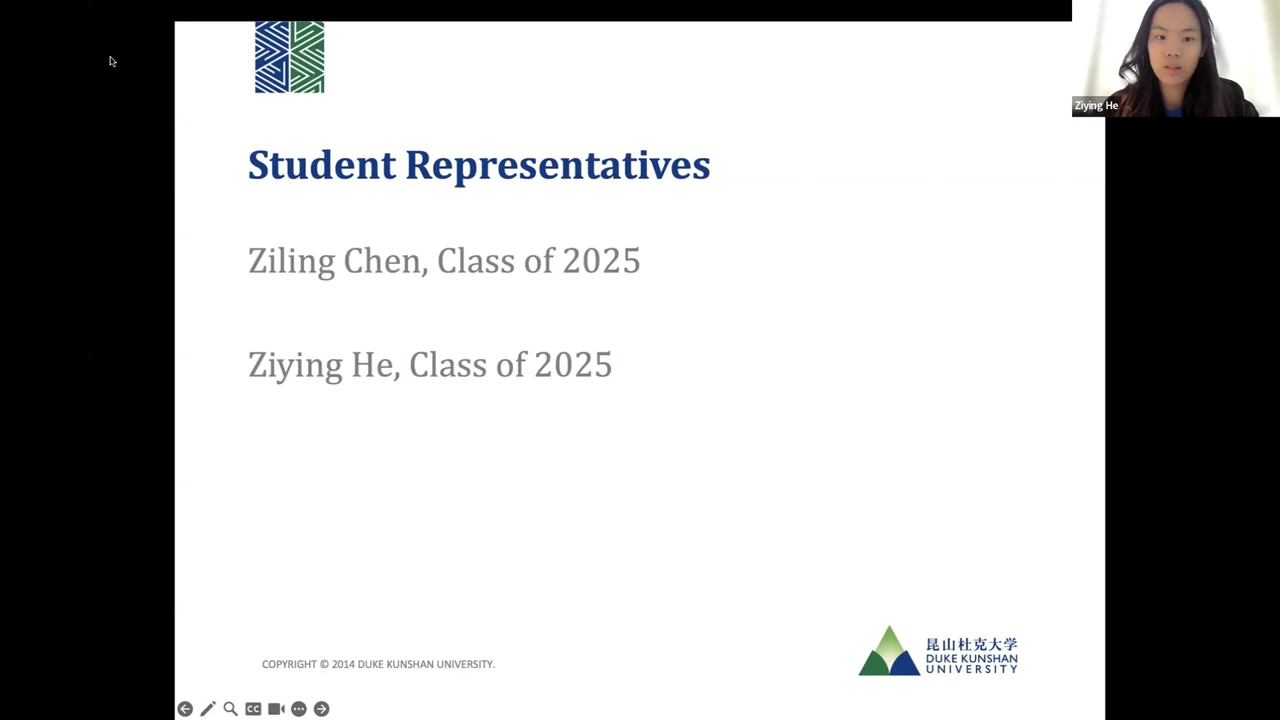 Ziying He
Student Representatives
Ziling Chen, Class of 2025
Ziying He, Class of 2025
COPYRIGHT © 2014 DUKE KUNSHAN UNIVERSITY.
昆山杜克大学
DUKE KUNSHAN
UNIVERSITY
CC